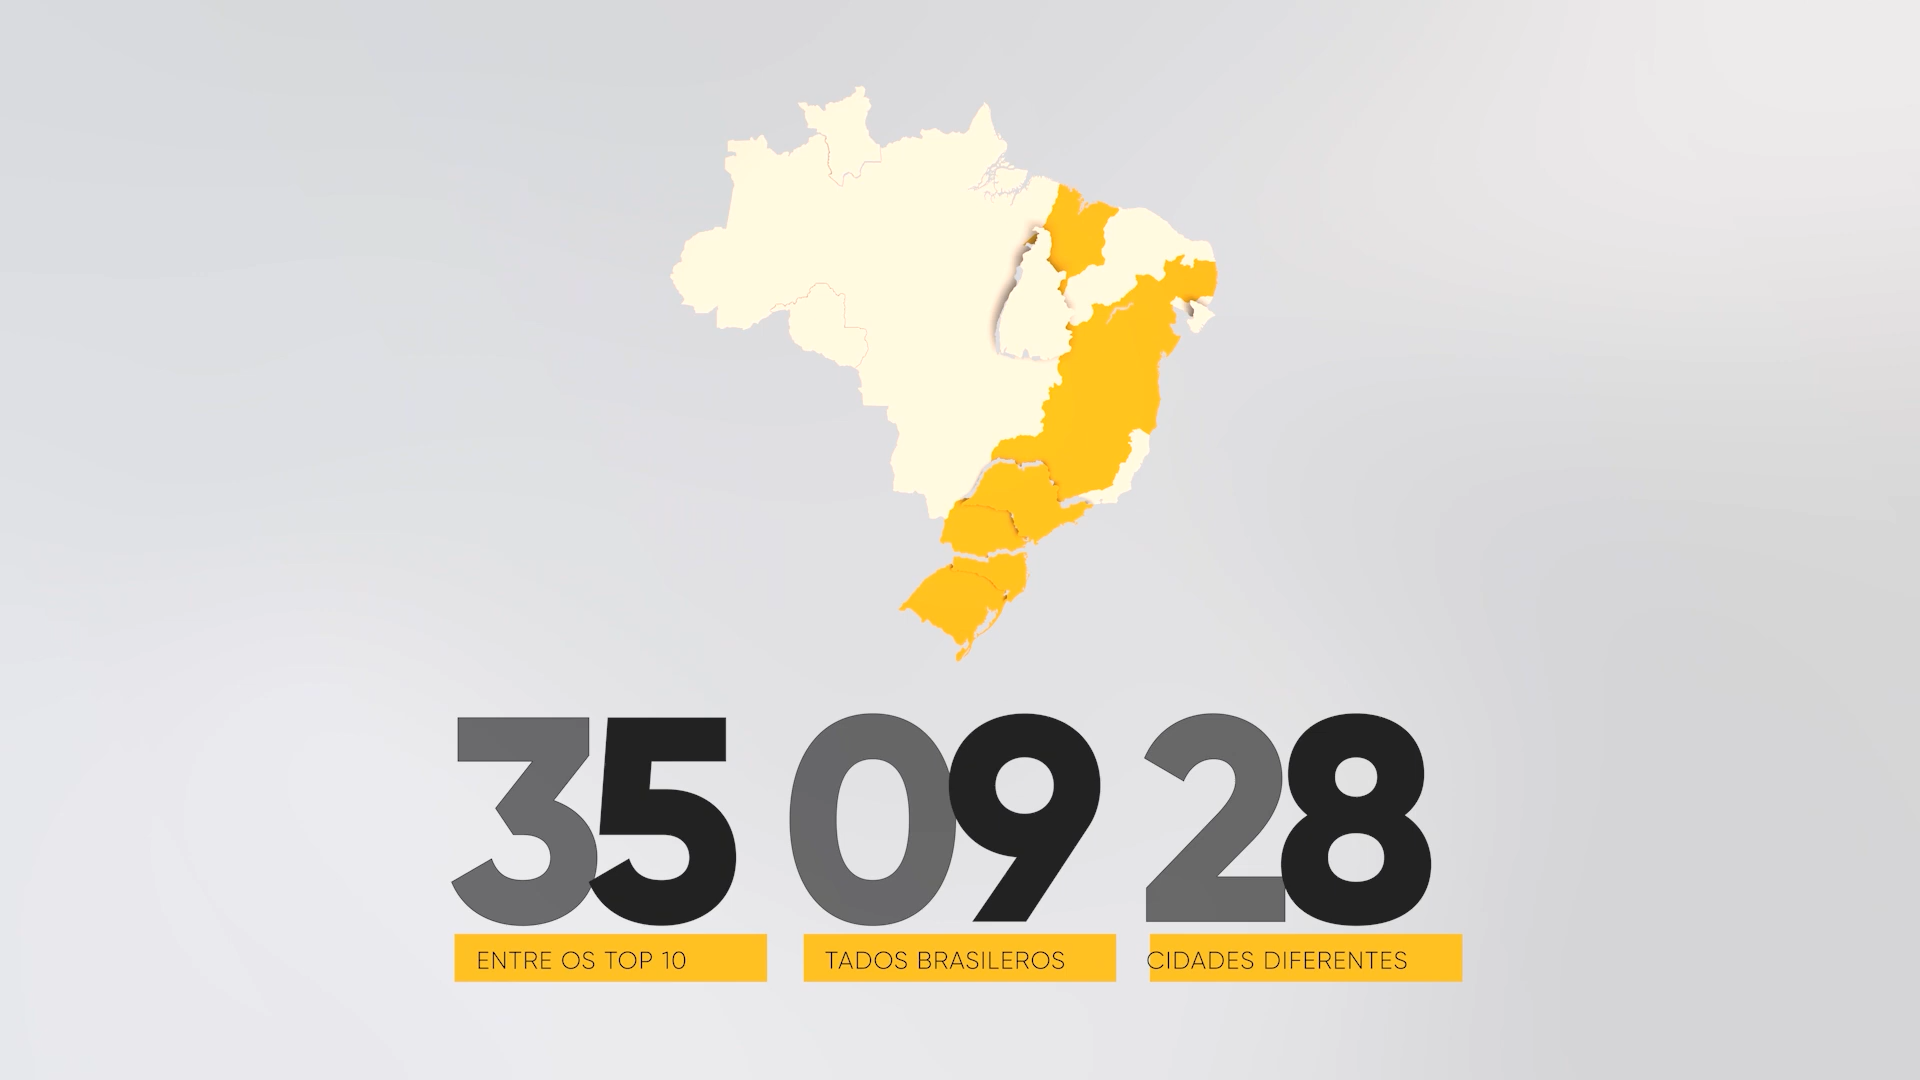 35 09 28
ENTRE OS TOP 10
TADOS BRASILEROS
CIDADES DIFERENTES